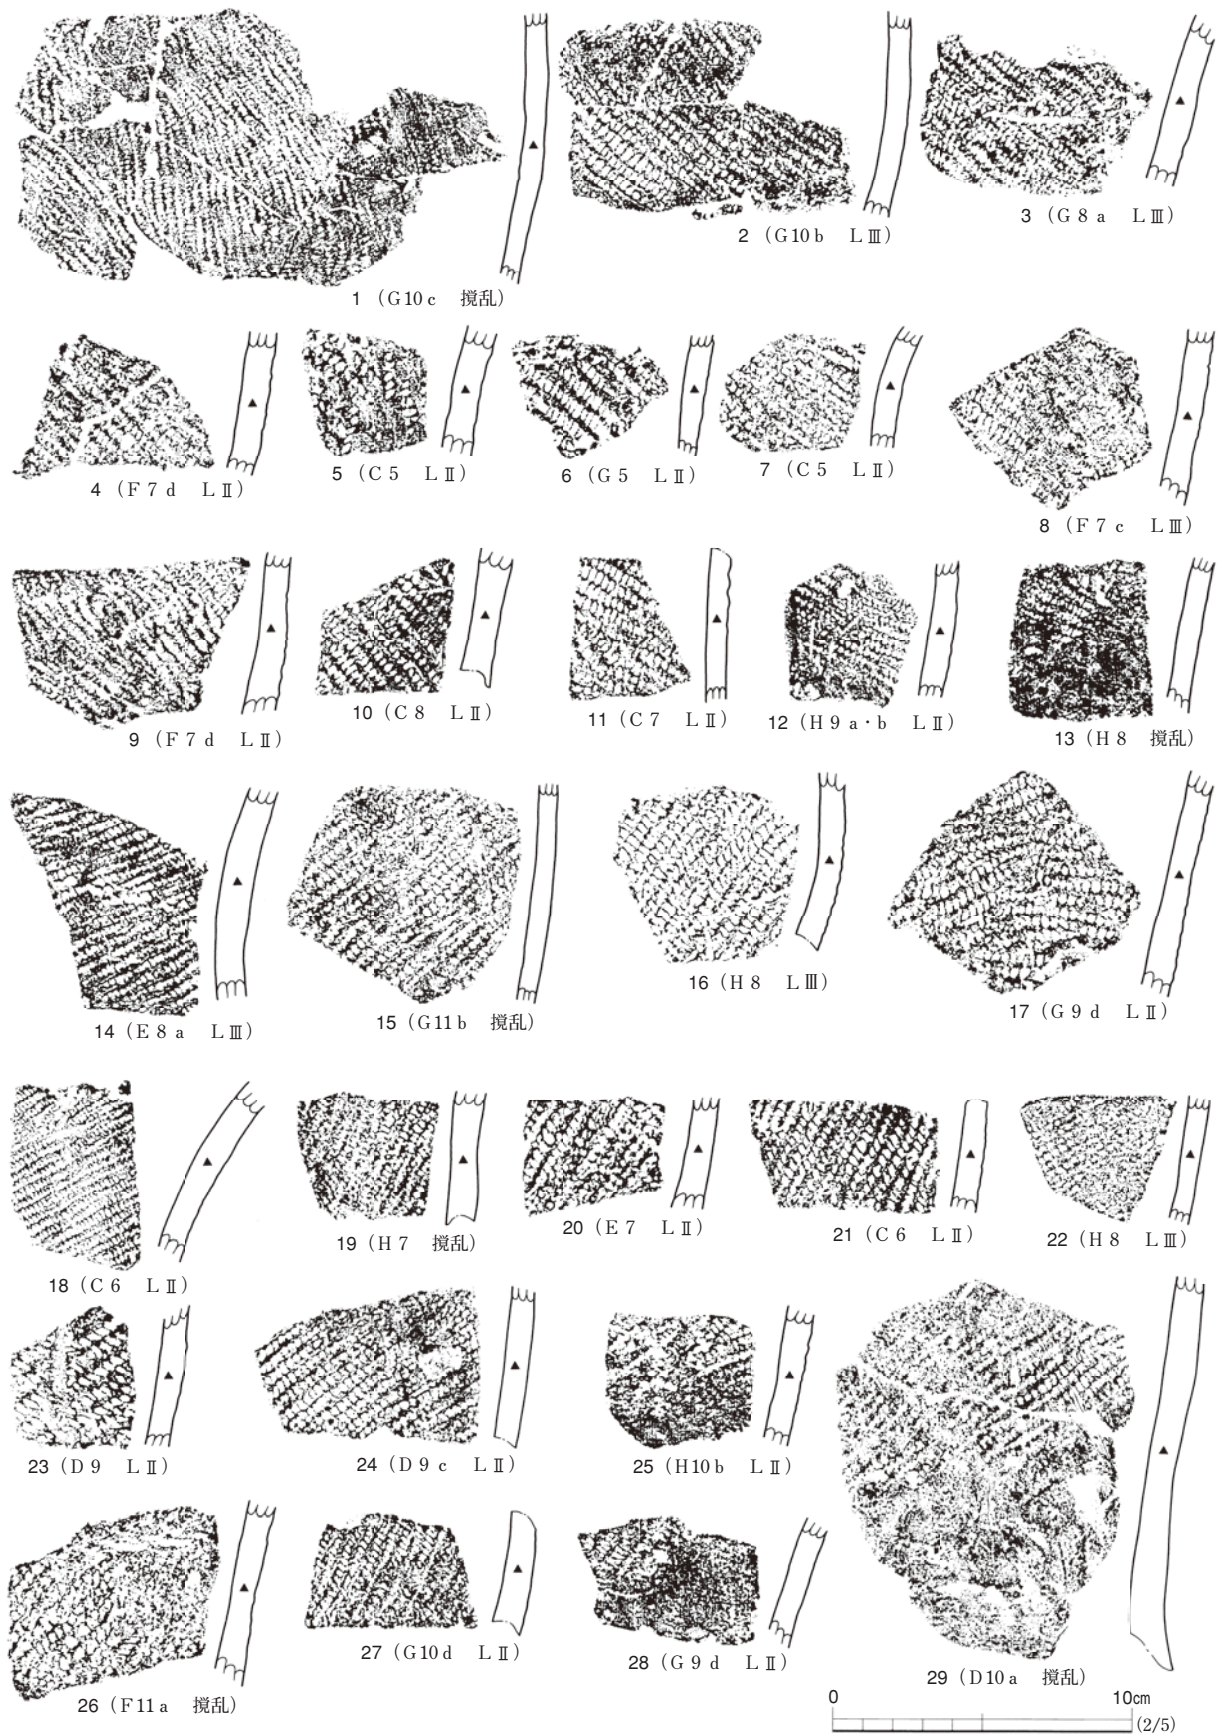 1（G10c　撹乱）
2（G10b　LⅢ）
3（G8a　LⅢ）
4（F7d　LⅡ）
5（C5　LⅡ）
6（G5　LⅡ）
7（C5　LⅡ）
8（F7c　LⅢ）
9（F7d　LⅡ）
10（C8　LⅡ）
11（C7　LⅡ）
12（H9a・b　LⅡ）
13（H8　撹乱）
14（E8a　LⅢ）
15（G11b　撹乱）
16（H8　LⅢ）
17（G9d　LⅡ）
18（C6　LⅡ）
19（H7　撹乱）
20（E7　LⅡ）
21（C6　LⅡ）
22（H8　LⅢ）
23（D9　LⅡ）
24（D9c　LⅡ）
25（H10b　LⅡ）
26（F11a　撹乱）
27（G10d　LⅡ）
28（G9d　LⅡ）
29（D10a　撹乱）
0　10cm
(2/5)